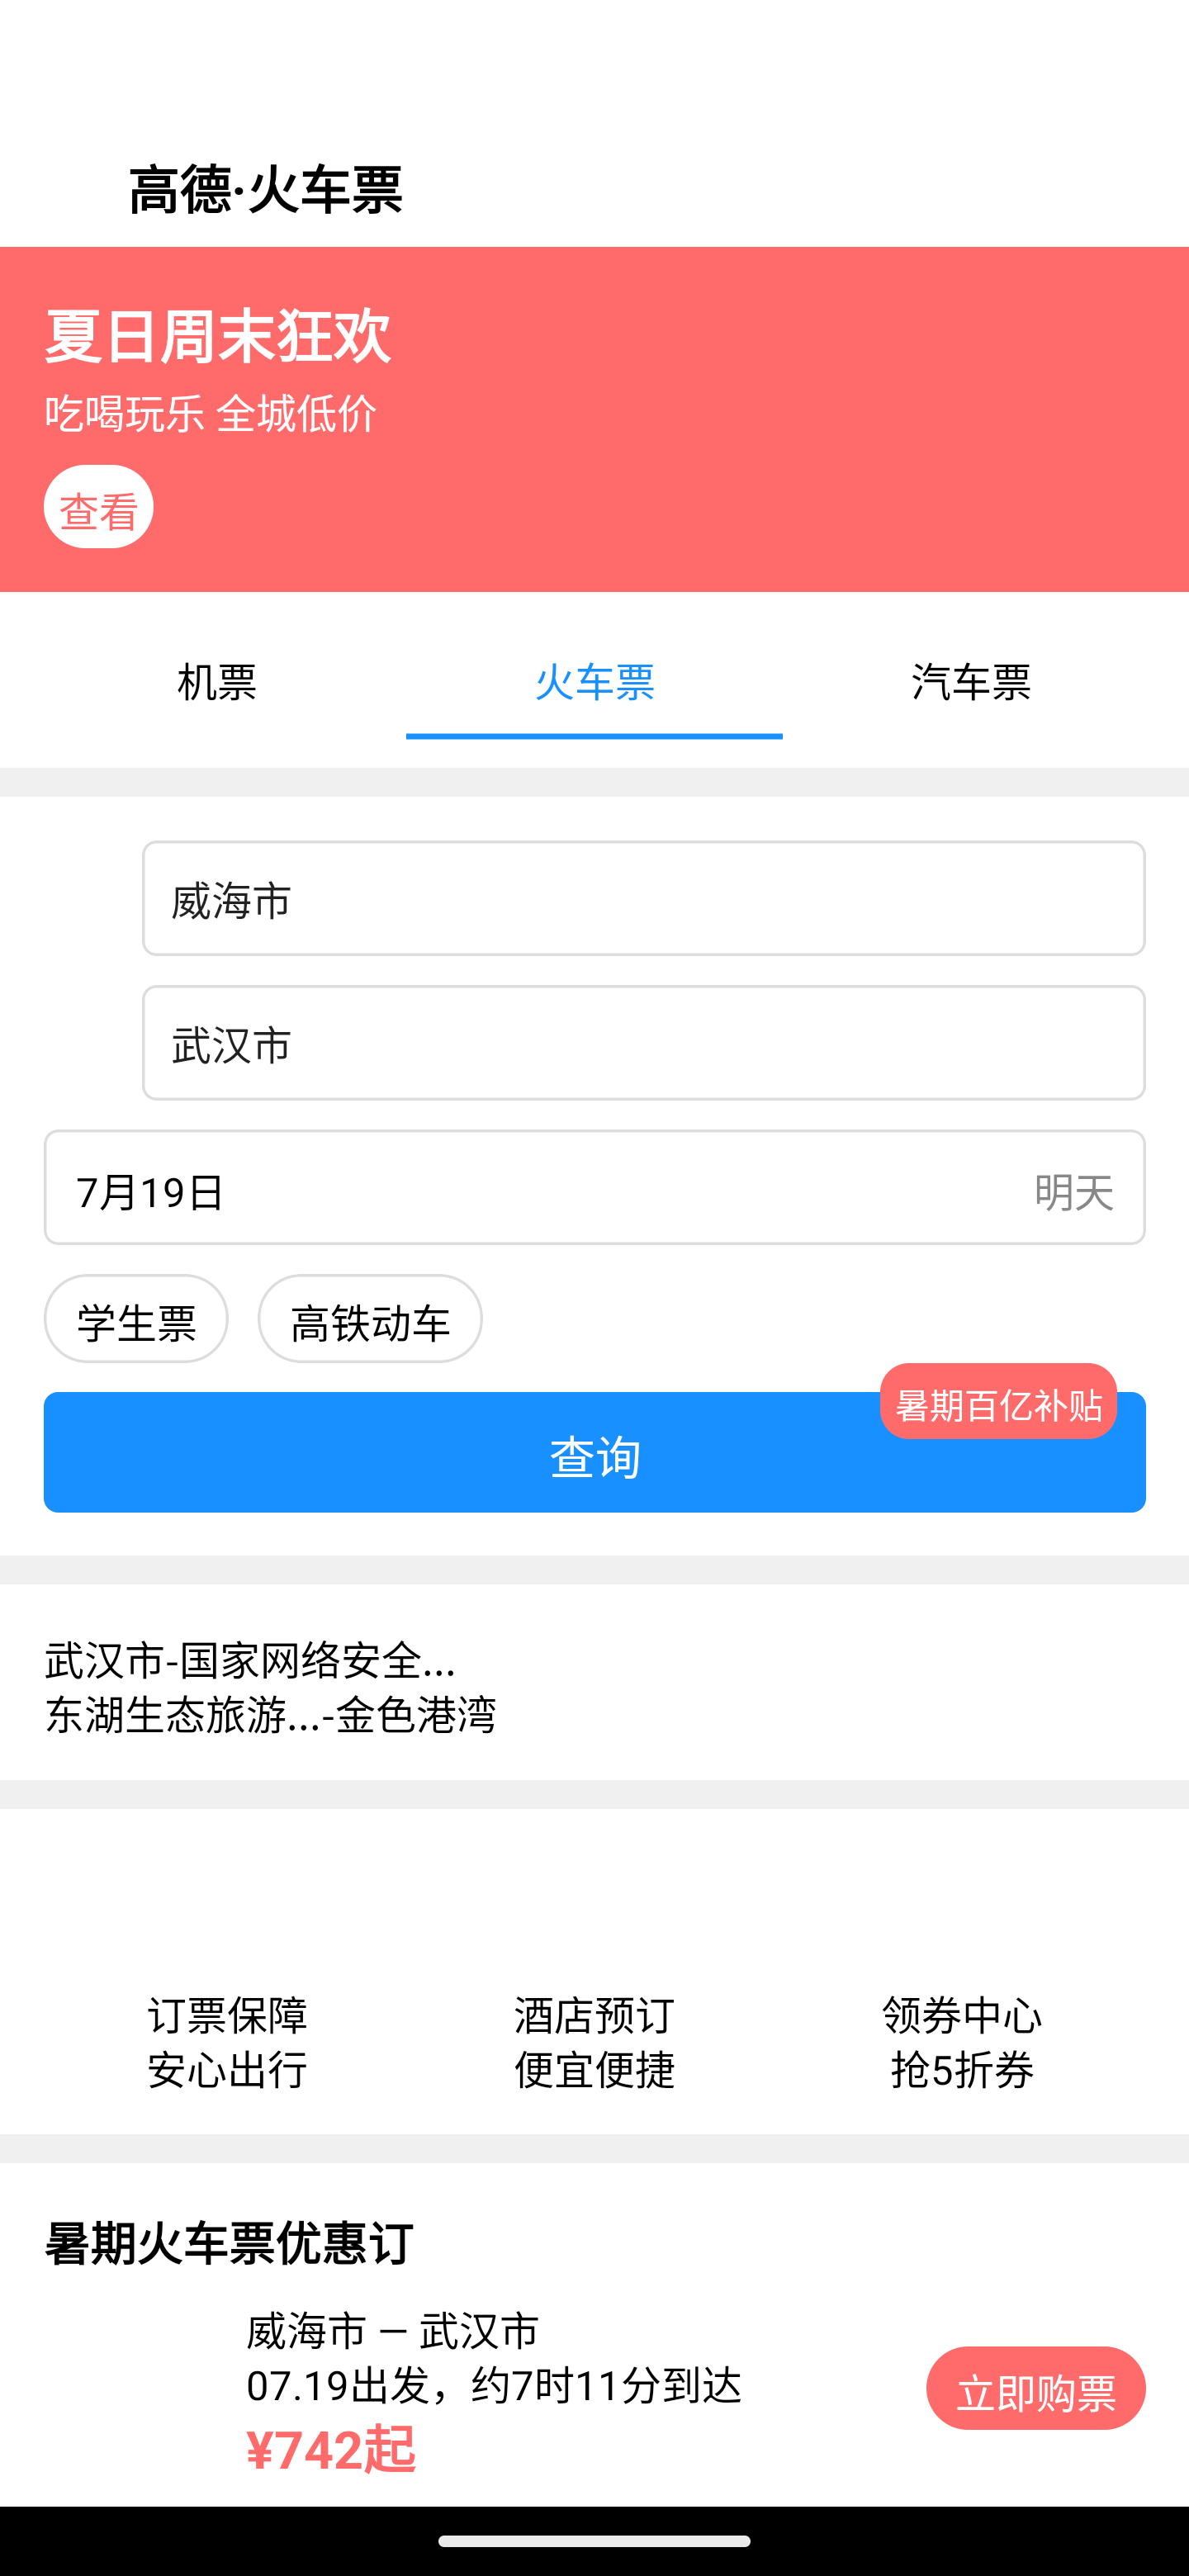 高德·火车票
夏日周末狂欢
吃喝玩乐 全城低价
查看
机票
火车票
汽车票
威海市
武汉市
7月19日
明天
学生票
高铁动车
暑期百亿补贴
查询
武汉市-国家网络安全...
东湖生态旅游...-金色港湾
订票保障
安心出行
酒店预订
便宜便捷
领券中心
抢5折券
暑期火车票优惠订
威海市 — 武汉市
07.19出发，约7时11分到达
¥742起
立即购票